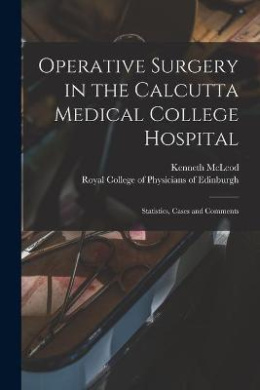 Operative Surgery
in the Calcutta
Medical College
Hospital
Statistics, Cases and Comments
Kenneth McLeod
Royal College of Physicians of Edinburgh